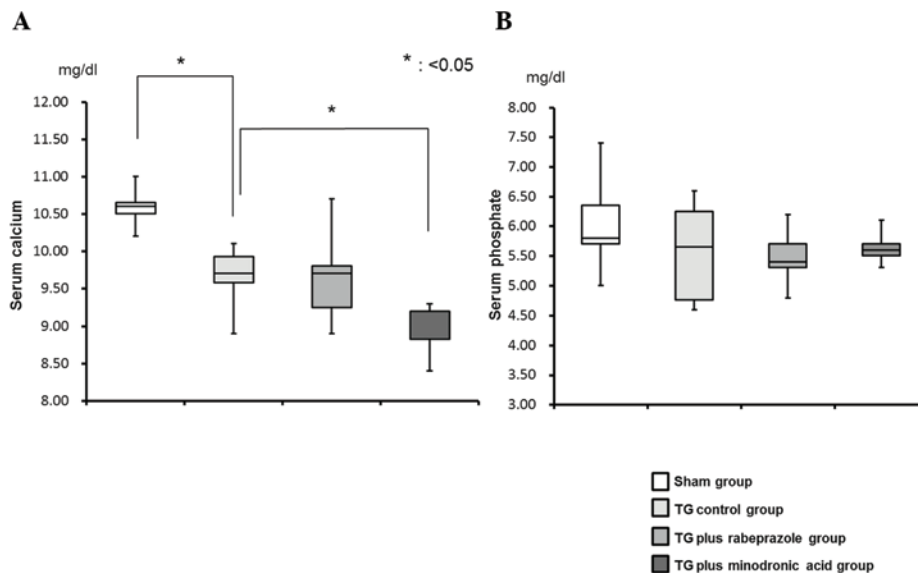 A
B
mg/dl
*
* : <0.05
mg/dl
*
12.00
11.50
11.00
10.50
10.00
9.50
9.00
8.50
8.00
Serum calcium
8.00
7.50
7.00
6.50
6.00
5.50
5.00
4.50
4.00
3.50
3.00
Serum phosphate
Sham group
TG control group
TG plus rabeprazole group
TG plus minodronic acid group